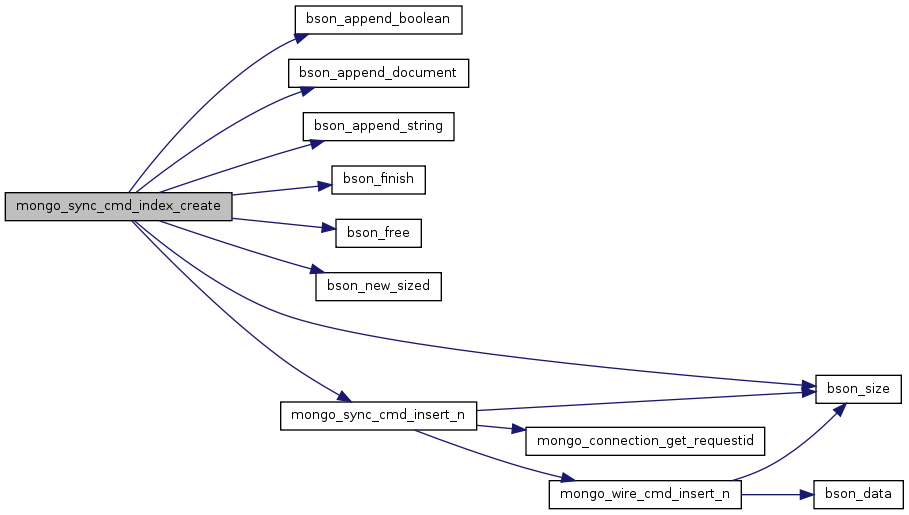 bson_append_boolean
bson_append_document
bson_append_string
bson_finish
mongo_sync_cmd_index_create
bson_free
bson_new_sized
bson_size
mongo_sync_cmd_insert_n
mongo_connection_get_requestid
mongo_wire_cmd_insert_n
bson_data